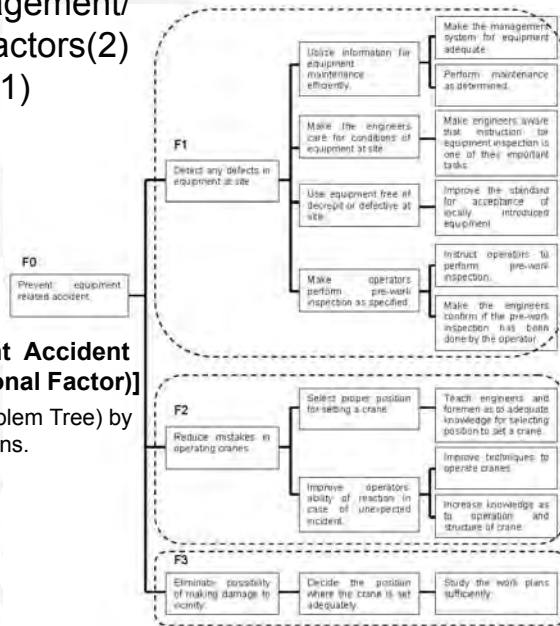 agement/
actors(2)
1)
nt Accident
onal Factor)]
blem Tree) by
ns.
F0
Prevent equipment
related accident.
F1
Detect any defects in
equipment at site
Utilize information for
equipment
maintenance
efficiently.
Make the management
system for equipment
adequate.
Perform maintenance
as determined.
Make the engineers
care for conditions of
equipment at site.
Make engineers aware
that instruction for
equipment inspection is
one of their important
tasks.
Use equipment free of
decrepit or defective at
site.
Improve the standard
for acceptance of
locally introduced
equipment.
Make operators
perform pre-work
inspection as specified.
Instruct operators to
perform pre-work
inspection.
Make the engineers
confirm if the pre-work
inspection has been
done by the operator.
F2
Reduce mistakes in
operating cranes.
Select proper position
for setting a crane.
Teach engineers and
foremen as to adequate
knowledge for selecting
position to set a crane.
Improve operators
ability of reaction in
case of unexpected
incident.
Improve techniques to
operate cranes.
Increase knowledge as
to operation and
structure of crane.
F3
Eliminate possibility
of making damage to
vicinity.
Decide the position
where the crane is set
adequately.
Study the work plans
sufficiently.